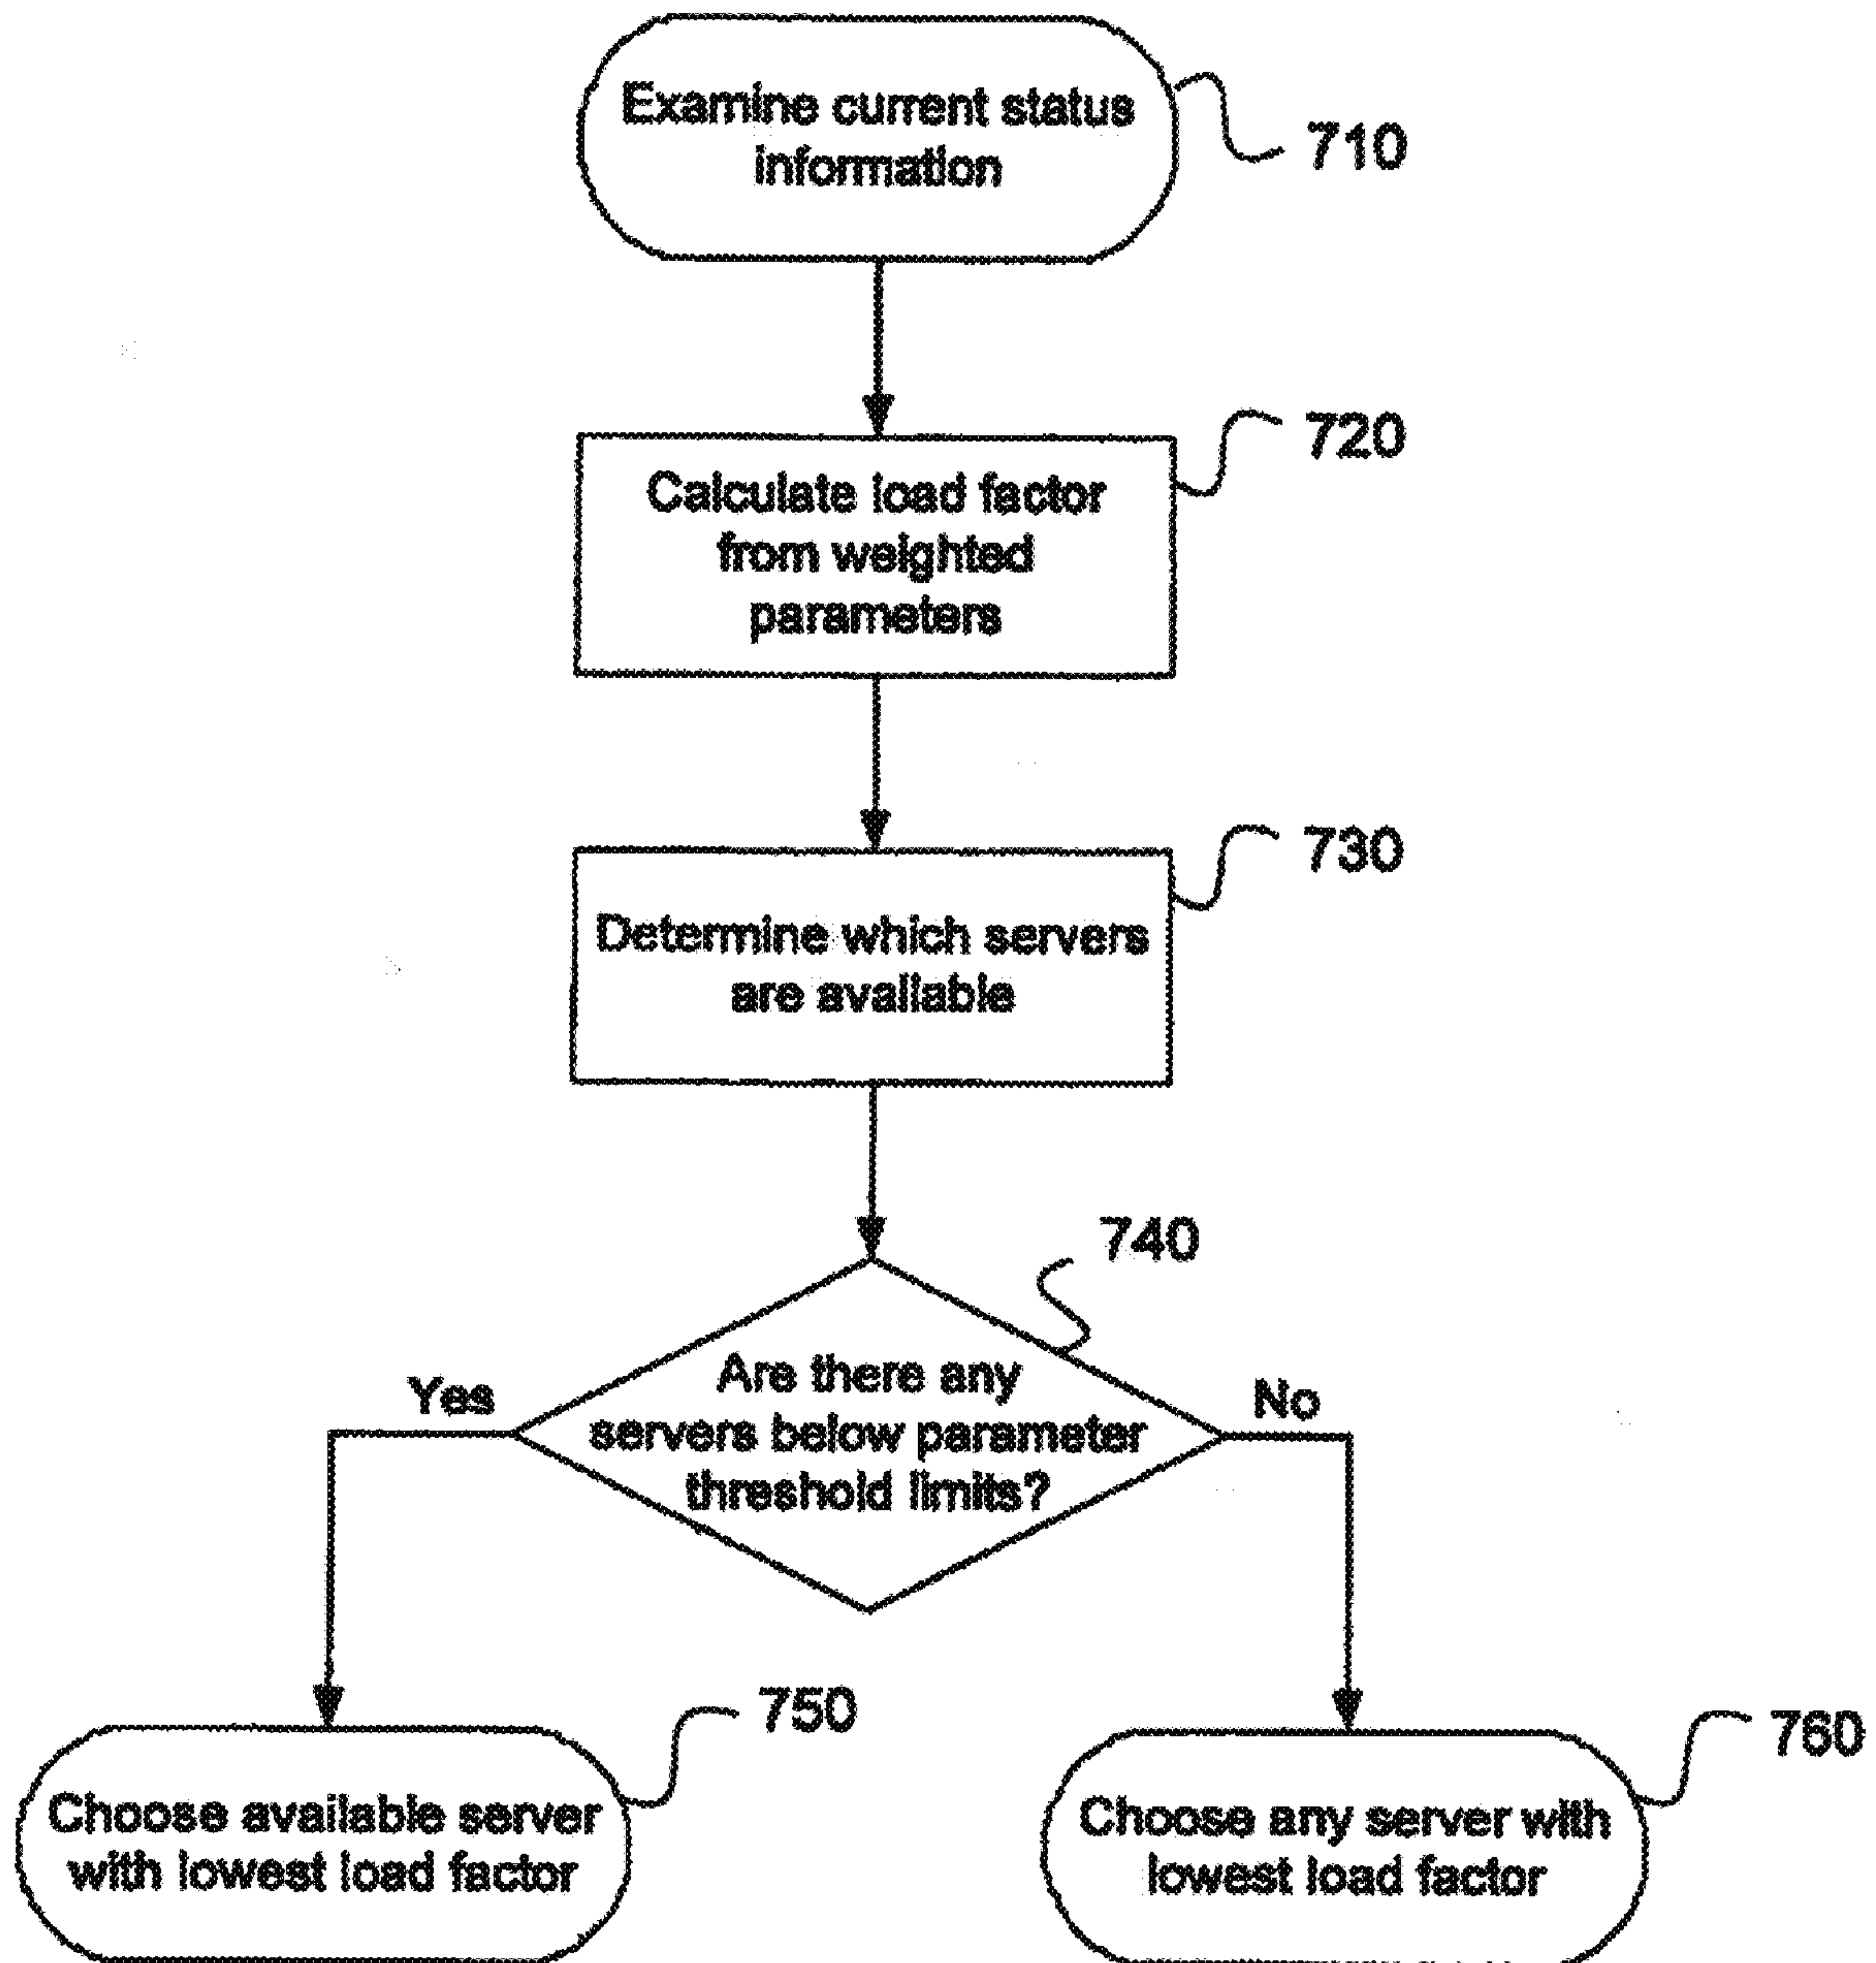 Examine current status
information
710
Calculate load factor
from weighted
parameters
720
Determine which servers
are available
730
740
Are there any
servers below parameter
threshold limits?
Yes
No
750
Choose available server
with lowest load factor
760
Choose any server with
lowest load factor